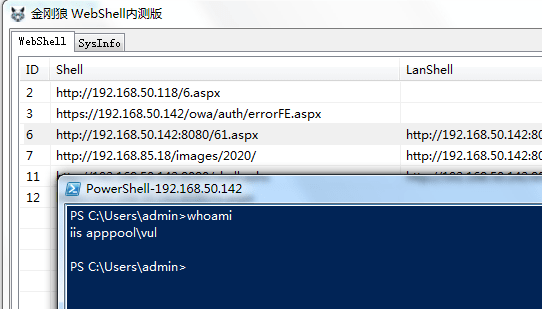 金刚狼 WebShell内测版
WebShell SysInfo
ID Shell LanShell
2 http://192.168.50.118/6.aspx
3 https://192.168.50.142/owa/auth/errorFE.aspx
6 http://192.168.50.142:8080/61.aspx http://192.168.50.142:80
7 http://192.168.85.18/images/2020/ http://192.168.50.142:80
11
12
PowerShell-192.168.50.142
PS C:\Users\admin>whoami
iis apppool\vul
PS C:\Users\admin>